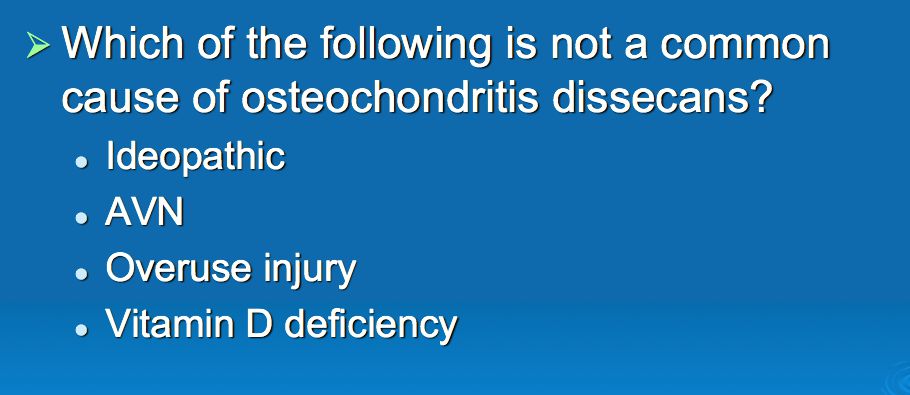 Which of the following is not a common
cause of osteochondritis dissecans?
Ideopathic
AVN
Overuse injury
Vitamin D deficiency